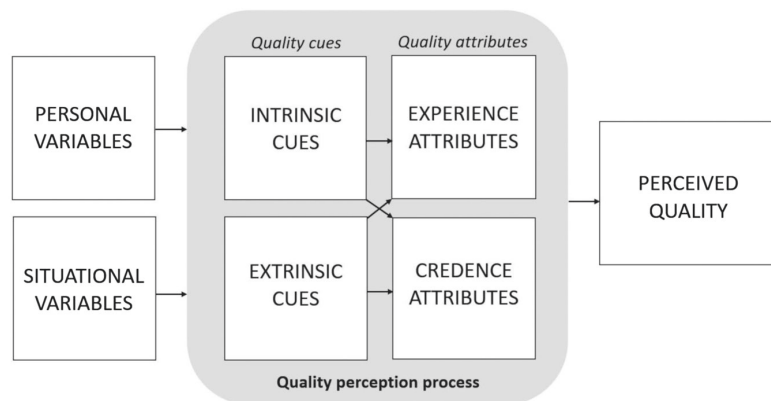 Quality cues
Quality attributes
PERSONAL
VARIABLES
INTRINSIC
CUES
EXPERIENCE
ATTRIBUTES
PERCEIVED
QUALITY
SITUATIONAL
VARIABLES
EXTRINSIC
CUES
CREDENCE
ATTRIBUTES
Quality perception process